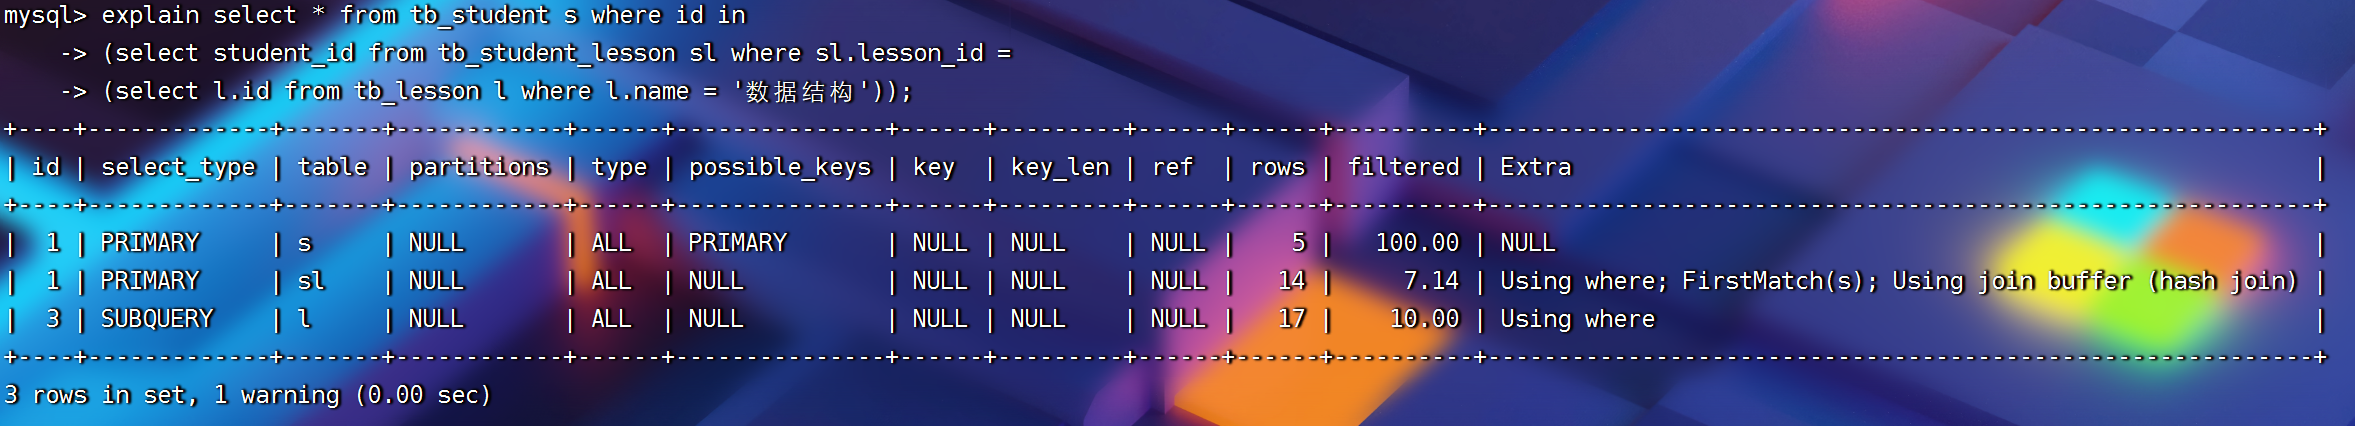 mysql> explain select * from tb_student s where id in
    -> (select student_id from tb_student_lesson sl where sl.lesson_id =
    -> (select l.id from tb_lesson l where l.name = '数据结构'));
+----+-------------+-------+------------+------+---------------+------+---------+------+------+----------+-----------------------------------------------------------+
| id | select_type | table | partitions | type | possible_keys | key  | key_len | ref  | rows | filtered | Extra                                                     |
+----+-------------+-------+------------+------+---------------+------+---------+------+------+----------+-----------------------------------------------------------+
|  1 | PRIMARY     | s     | NULL       | ALL  | PRIMARY       | NULL | NULL    | NULL |    5 |   100.00 | NULL                                                      |
|  1 | PRIMARY     | sl    | NULL       | ALL  | NULL          | NULL | NULL    | NULL |   14 |     7.14 | Using where; FirstMatch(s); Using join buffer (hash join) |
|  3 | SUBQUERY    | l     | NULL       | ALL  | NULL          | NULL | NULL    | NULL |   17 |    10.00 | Using where                                               |
+----+-------------+-------+------------+------+---------------+------+---------+------+------+----------+-----------------------------------------------------------+
3 rows in set, 1 warning (0.00 sec)